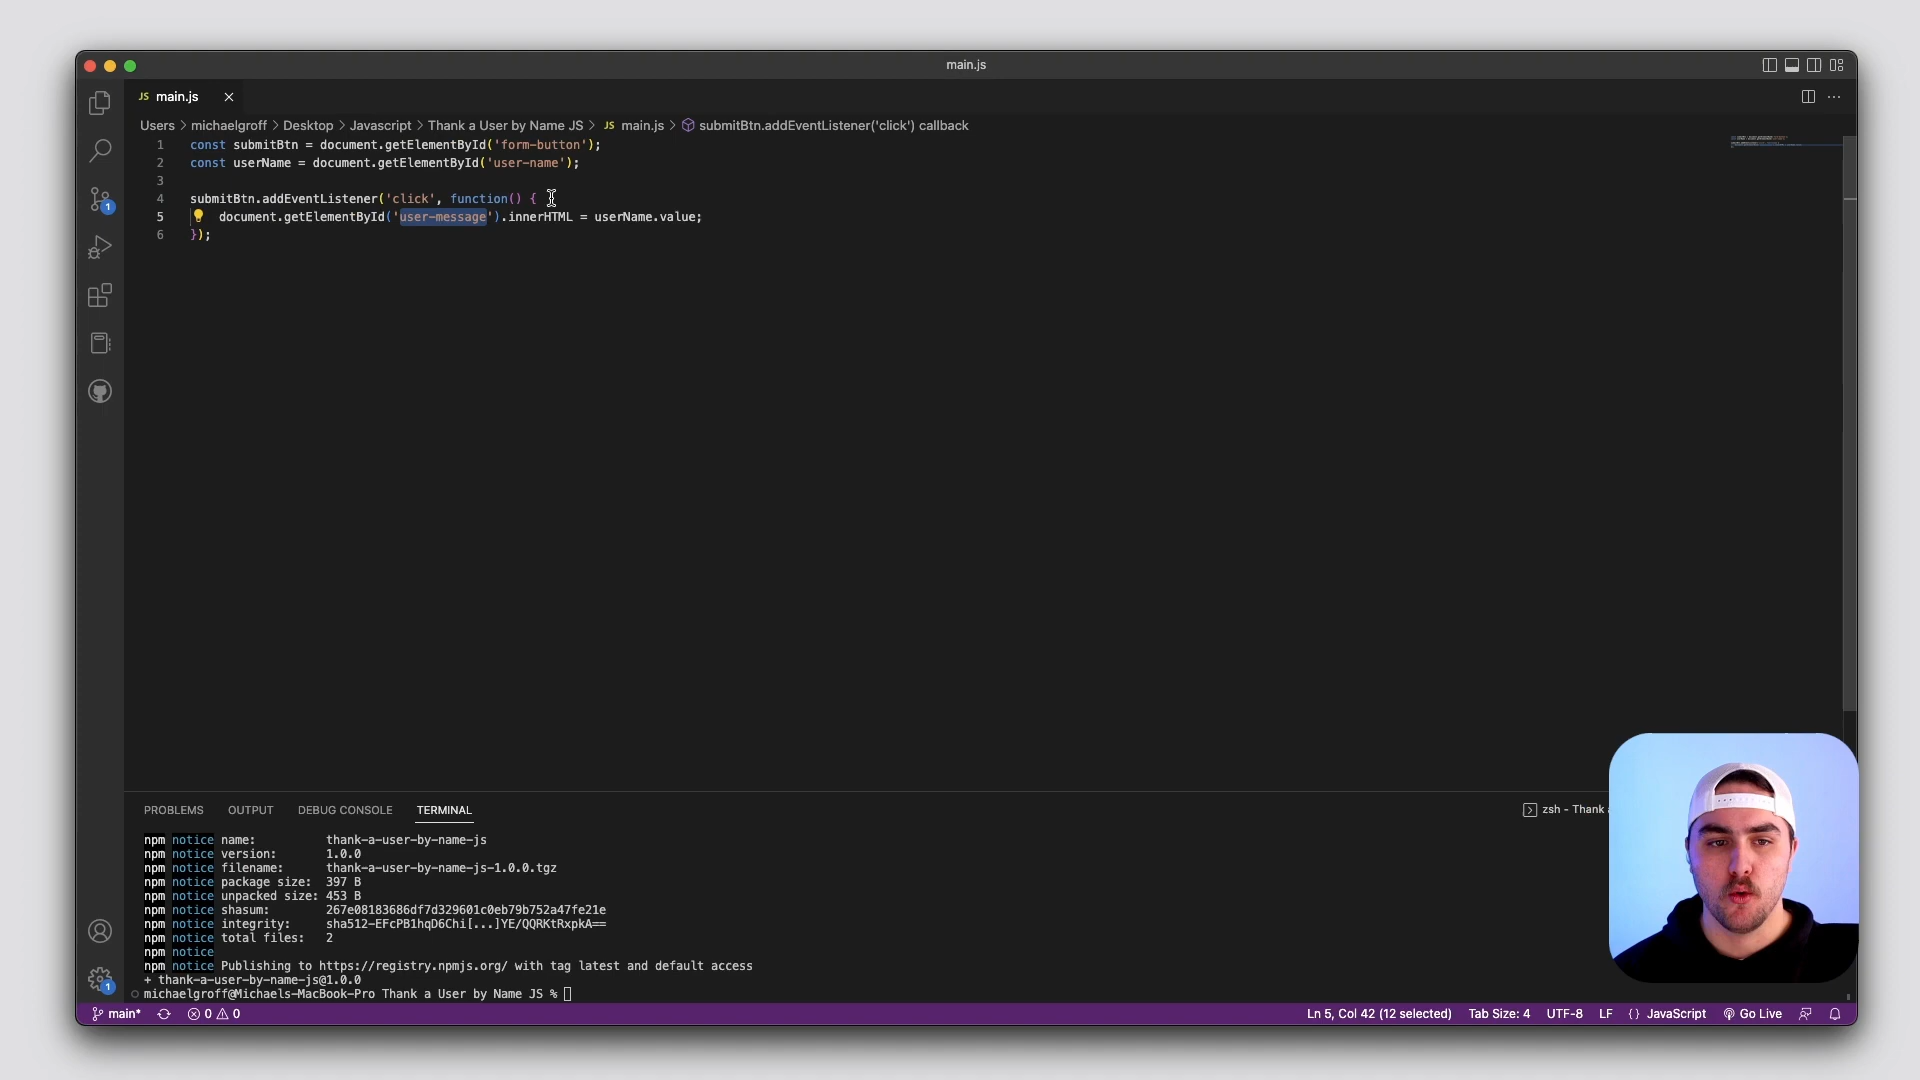 main.js
JS main.js
Users > michaelgroff > Desktop > Javascript > Thank a User by Name JS > JS main.js > submitBtn.addEventListener('click') callback
1 const submitBtn = document.getElementById('form-button');
2 const userName = document.getElementById('user-name');
3
4 submitBtn.addEventListener('click', function() {
5 document.getElementById('user-message').innerHTML = userName.value;
6 });
PROBLEMS OUTPUT DEBUG CONSOLE TERMINAL
zsh - Thank
npm notice name: thank-a-user-by-name-js
npm notice version: 1.0.0
npm notice filename: thank-a-user-by-name-js-1.0.0.tgz
npm notice package size: 397 B
npm notice unpacked size: 453 B
npm notice shasum: 267e08183686df7d329601c0eb79b752a47fe21e
npm notice integrity: sha512-EFcPB1hqD6Chi[...]YE/QQRKtRxpkA==
npm notice total files: 2
npm notice
npm notice Publishing to https://registry.npmjs.org/ with tag latest and default access
+ thank-a-user-by-name-js@1.0.0
michaelgroff@Michaels-MacBook-Pro Thank a User by Name JS %
1
1
main* 0 0 Ln 5, Col 42 (12 selected) Tab Size: 4 UTF-8 LF {} JavaScript Go Live